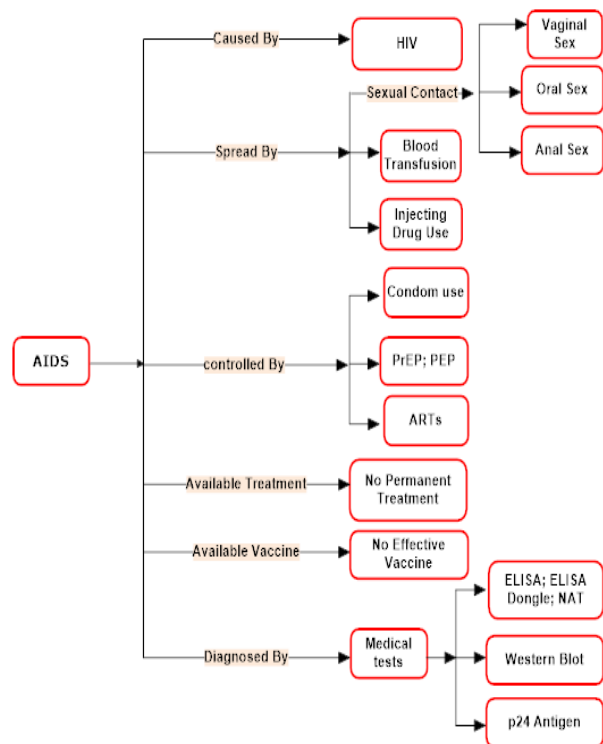 Caused By
HIV
Vaginal
Sex
Sexual Contact
Oral Sex
Spread By
Blood
Transfusion
Anal Sex
Injecting
Drug Use
Condom use
AIDS
controlled By
PrEP; PEP
ARTs
Available Treatment
No Permanent
Treatment
Available Vaccine
No Effective
Vaccine
ELISA; ELISA
Dongle; NAT
Diagnosed By
Medical
tests
Western Blot
p24 Antigen